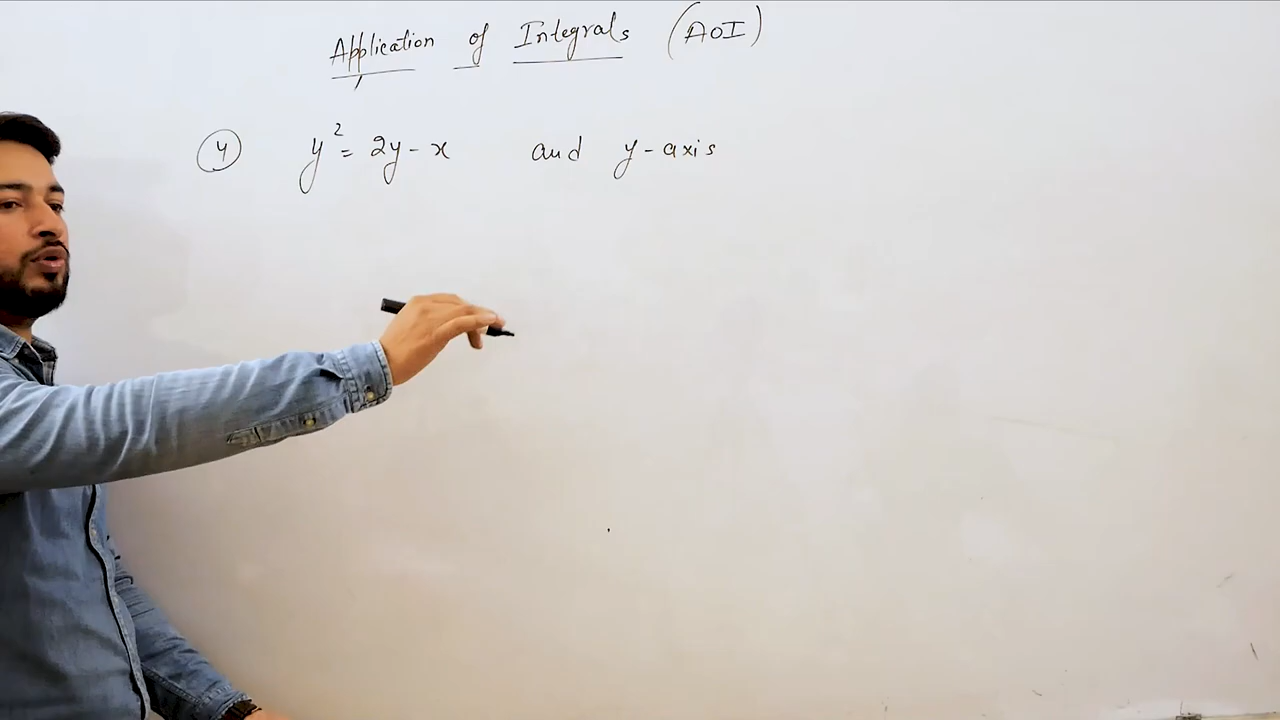 Application of Integrals (AOI)
4 y² = 2y - x and y-axis